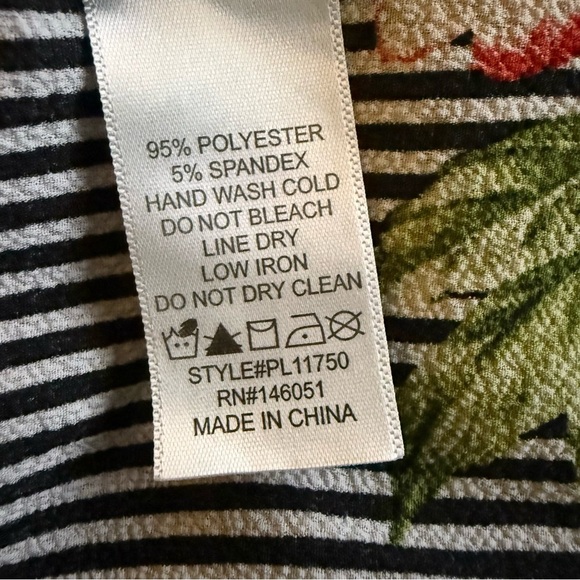 95% POLYESTER
5% SPANDEX
HAND WASH COLD
DO NOT BLEACH
LINE DRY
LOW IRON
DO NOT DRY CLEAN
STYLE#PL11750
RN#146051
MADE IN CHINA